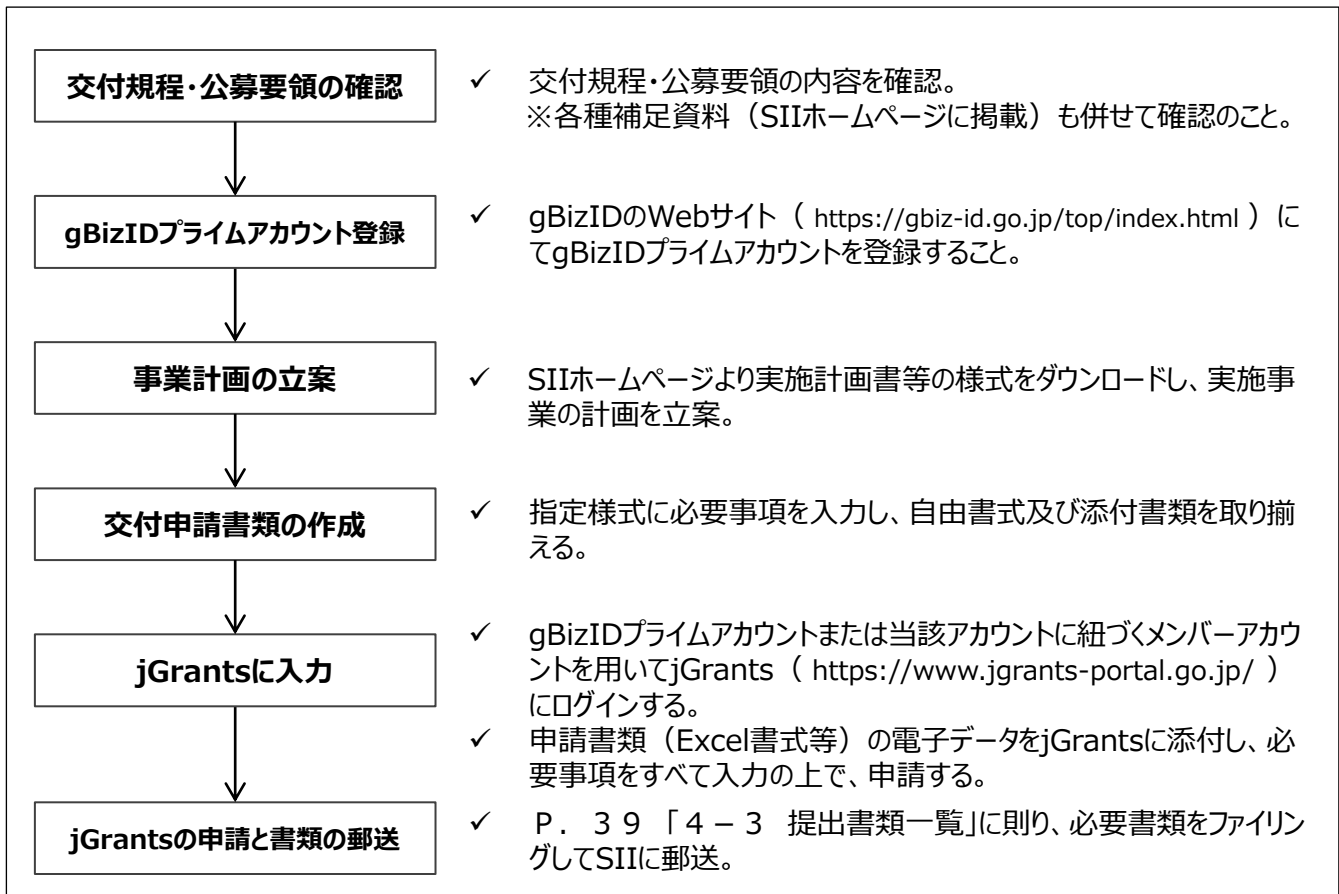 交付規程・公募要領の確認
✓ 交付規程・公募要領の内容を確認。
※各種補足資料（SIIホームページに掲載）も併せて確認のこと。
gBizIDプライムアカウント登録
✓ gBizIDのWebサイト（ https://gbiz-id.go.jp/top/index.html ）に
てgBizIDプライムアカウントを登録すること。
事業計画の立案
✓ SIIホームページより実施計画書等の様式をダウンロードし、実施事
業の計画を立案。
交付申請書類の作成
✓ 指定様式に必要事項を入力し、自由書式及び添付書類を取り揃
える。
jGrantsに入力
✓ gBizIDプライムアカウントまたは当該アカウントに紐づくメンバーアカウ
ントを用いてjGrants（ https://www.jgrants-portal.go.jp/ ）
にログインする。
✓ 申請書類（Excel書式等）の電子データをjGrantsに添付し、必
要事項をすべて入力の上で、申請する。
jGrantsの申請と書類の郵送
✓ Ｐ．３９「４－３ 提出書類一覧」に則り、必要書類をファイリン
グしてSIIに郵送。